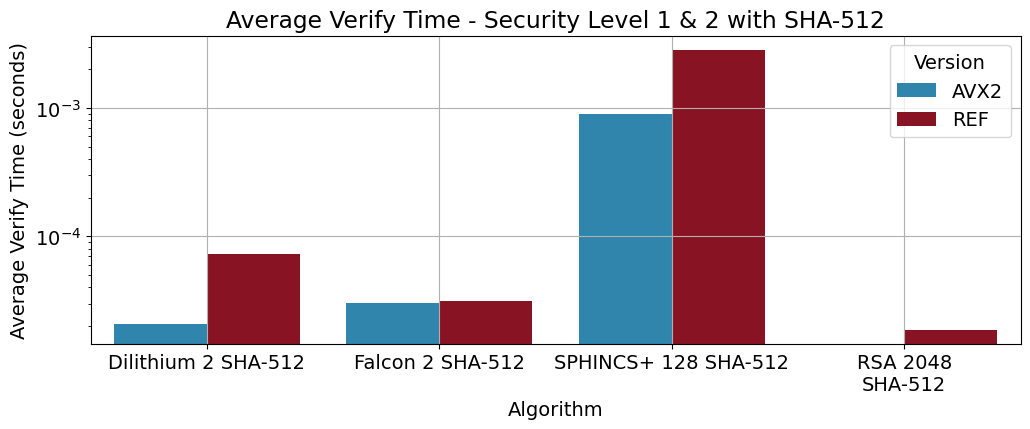 Average Verify Time - Security Level 1 & 2 with SHA-512
Average Verify Time (seconds)
10⁻³
10⁻⁴
Version
AVX2
REF
Dilithium 2 SHA-512
Falcon 2 SHA-512
SPHINCS+ 128 SHA-512
RSA 2048
SHA-512
Algorithm